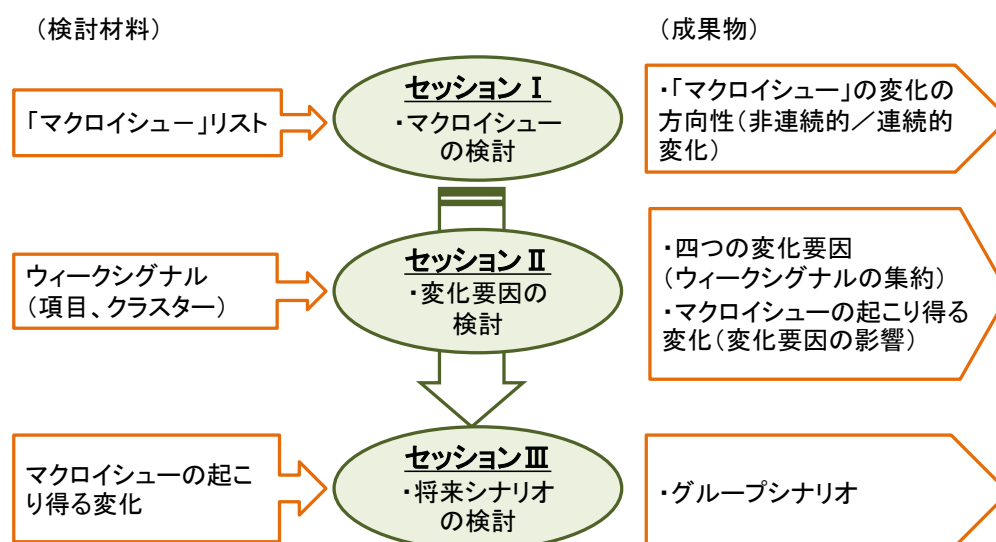 （検討材料）
（成果物）
「マクロイシュー」リスト
セッションⅠ
・マクロイシュー
の検討
・「マクロイシュー」の変化の
方向性（非連続的／連続的
変化）
ウィークシグナル
（項目、クラスター）
セッションⅡ
・変化要因の
検討
・四つの変化要因
（ウィークシグナルの集約）
・マクロイシューの起こり得る
変化（変化要因の影響）
マクロイシューの起こ
り得る変化
セッションⅢ
・将来シナリオ
の検討
・グループシナリオ